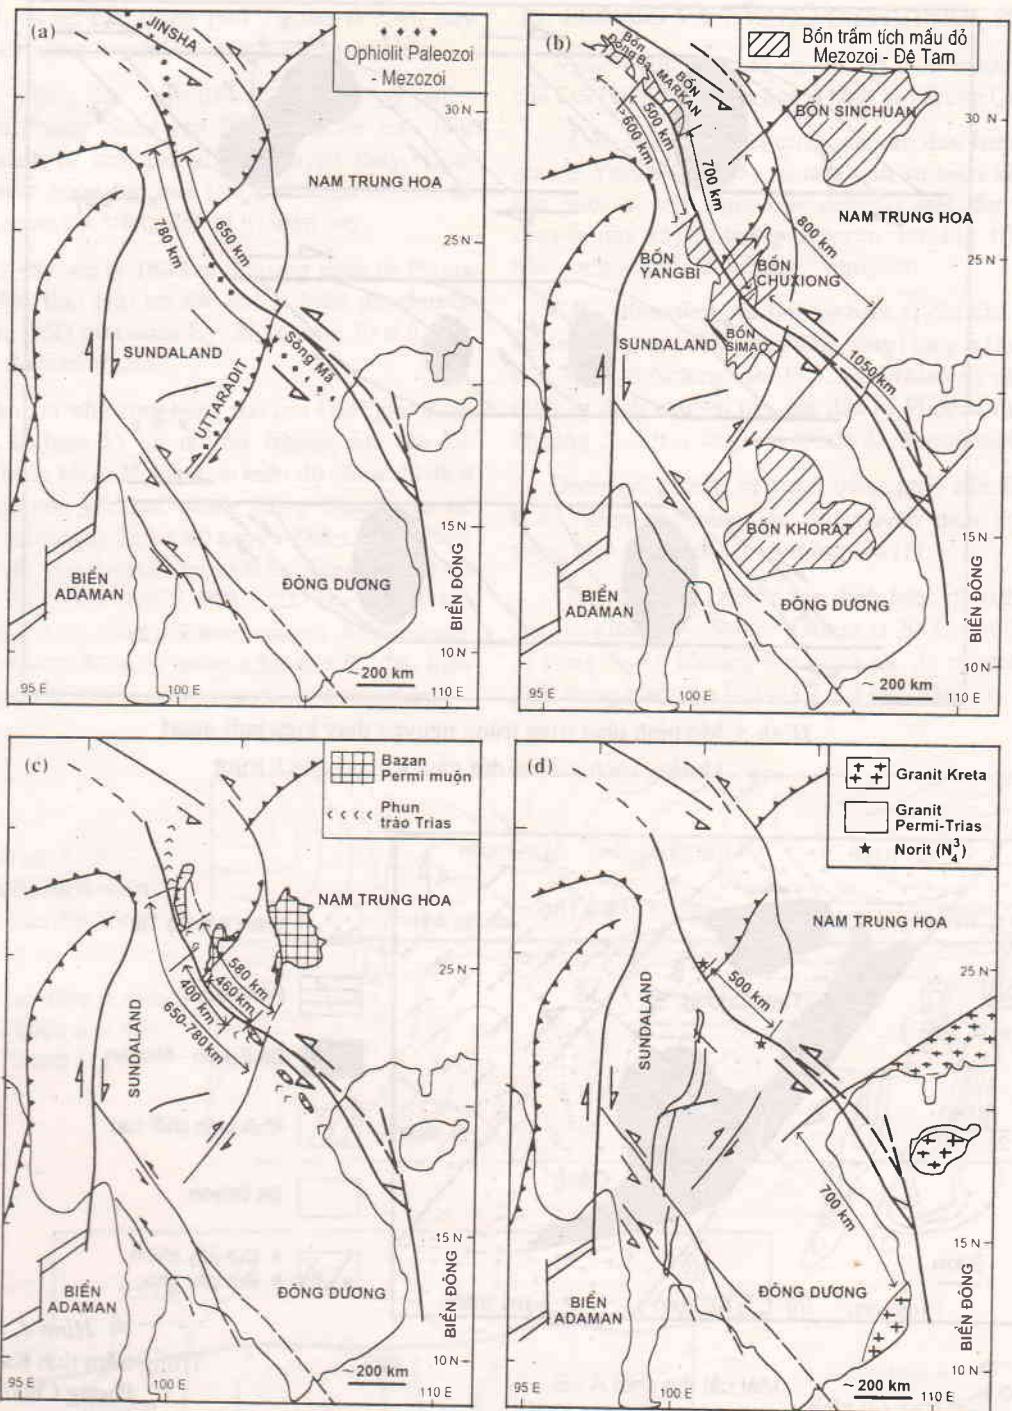 (a)
JINSHA
Ophiolit Paleozoi
- Mezozoi
30 N
NAM TRUNG HOA
780 km
650 km
25 N
SUNDALAND
Sông Mã
UTTARADIT
15 N
BIỂN
ADAMAN
ĐÔNG DƯƠNG
BIỂN ĐÔNG
10 N
~ 200 km
95 E
100 E
110 E
(b)
Bồn trầm tích mầu đỏ
Mezozoi - Đệ Tam
Bồn
Đông Ba
BỒN
MARKAN
BỒN SINCHUAN
30 N
500 km
>600 km
700 km
NAM TRUNG HOA
800 km
25 N
BỒN
YANGBI
BỒN
CHUXIONG
SUNDALAND
BỒN
SIMAO
1050 km
BỒN KHORAT
15 N
BIỂN
ADAMAN
ĐÔNG DƯƠNG
BIỂN ĐÔNG
10 N
~ 200 km
95 E
100 E
110 E
(c)
Bazan
Permi muộn
Phun
trào Trias
NAM TRUNG HOA
25 N
580 km
460 km
400 km
650-780 km
SUNDALAND
15 N
BIỂN
ADAMAN
ĐÔNG DƯƠNG
BIỂN ĐÔNG
10 N
~ 200 km
95 E
100 E
110 E
(d)
Granit Kreta
Granit
Permi-Trias
Norit (N₄³)
NAM TRUNG HOA
25 N
500 km
SUNDALAND
700 km
15 N
BIỂN
ADAMAN
ĐÔNG DƯƠNG
BIỂN ĐÔNG
10 N
~ 200 km
95 E
100 E
110 E